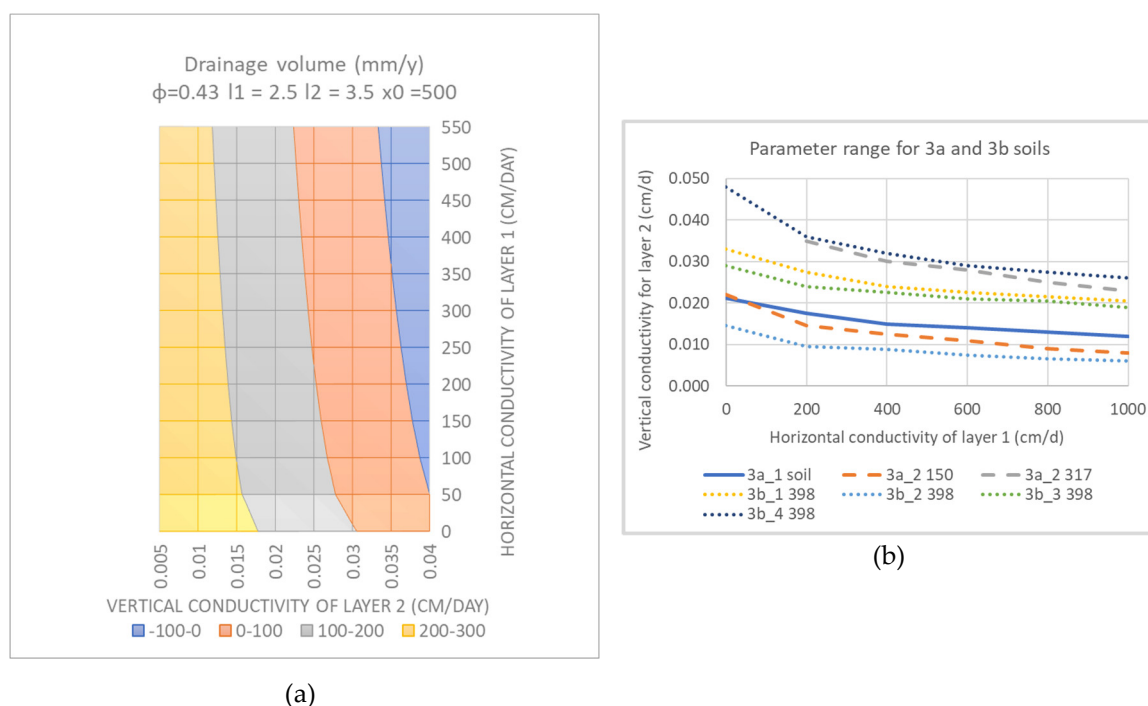 Drainage volume (mm/y)
ϕ=0.43 l1 = 2.5 l2 = 3.5 x0 =500
550
500
450
400
350
300
250
200
150
100
50
0
HORIZONTAL CONDUCTIVITY OF LAYER 1 (CM/DAY)
0.005
0.01
0.015
0.02
0.025
0.03
0.035
0.04
VERTICAL CONDUCTIVITY OF LAYER 2 (CM/DAY)
-100-0 0-100 100-200 200-300
(a)
Parameter range for 3a and 3b soils
Vertical conductivity for layer 2 (cm/d)
0.050
0.040
0.030
0.020
0.010
0.000
0 200 400 600 800 1000
Horizontal conductivity of layer 1 (cm/d)
3a_1 soil 3a_2 150 3a_2 317
3b_1 398 3b_2 398 3b_3 398
3b_4 398
(b)